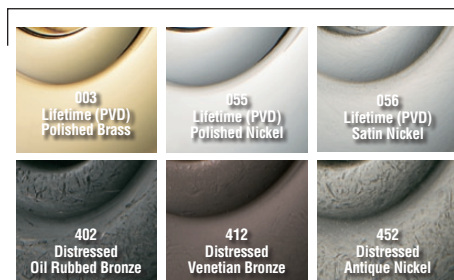 003
Lifetime (PVD)
Polished Brass
055
Lifetime (PVD)
Polished Nickel
056
Lifetime (PVD)
Satin Nickel
402
Distressed
Oil Rubbed Bronze
412
Distressed
Venetian Bronze
452
Distressed
Antique Nickel